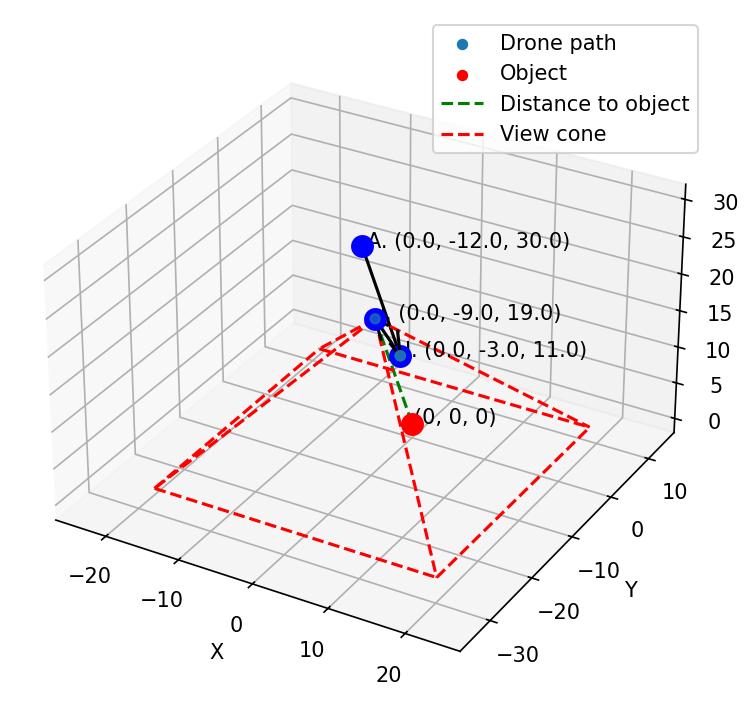 Drone path
Object
Distance to object
View cone
A. (0.0, -12.0, 30.0)
(0.0, -9.0, 19.0)
(0.0, -3.0, 11.0)
(0, 0, 0)
30
25
20
15
10
5
0
10
0
−10
−20
−30
Y
−20
−10
0
10
20
X